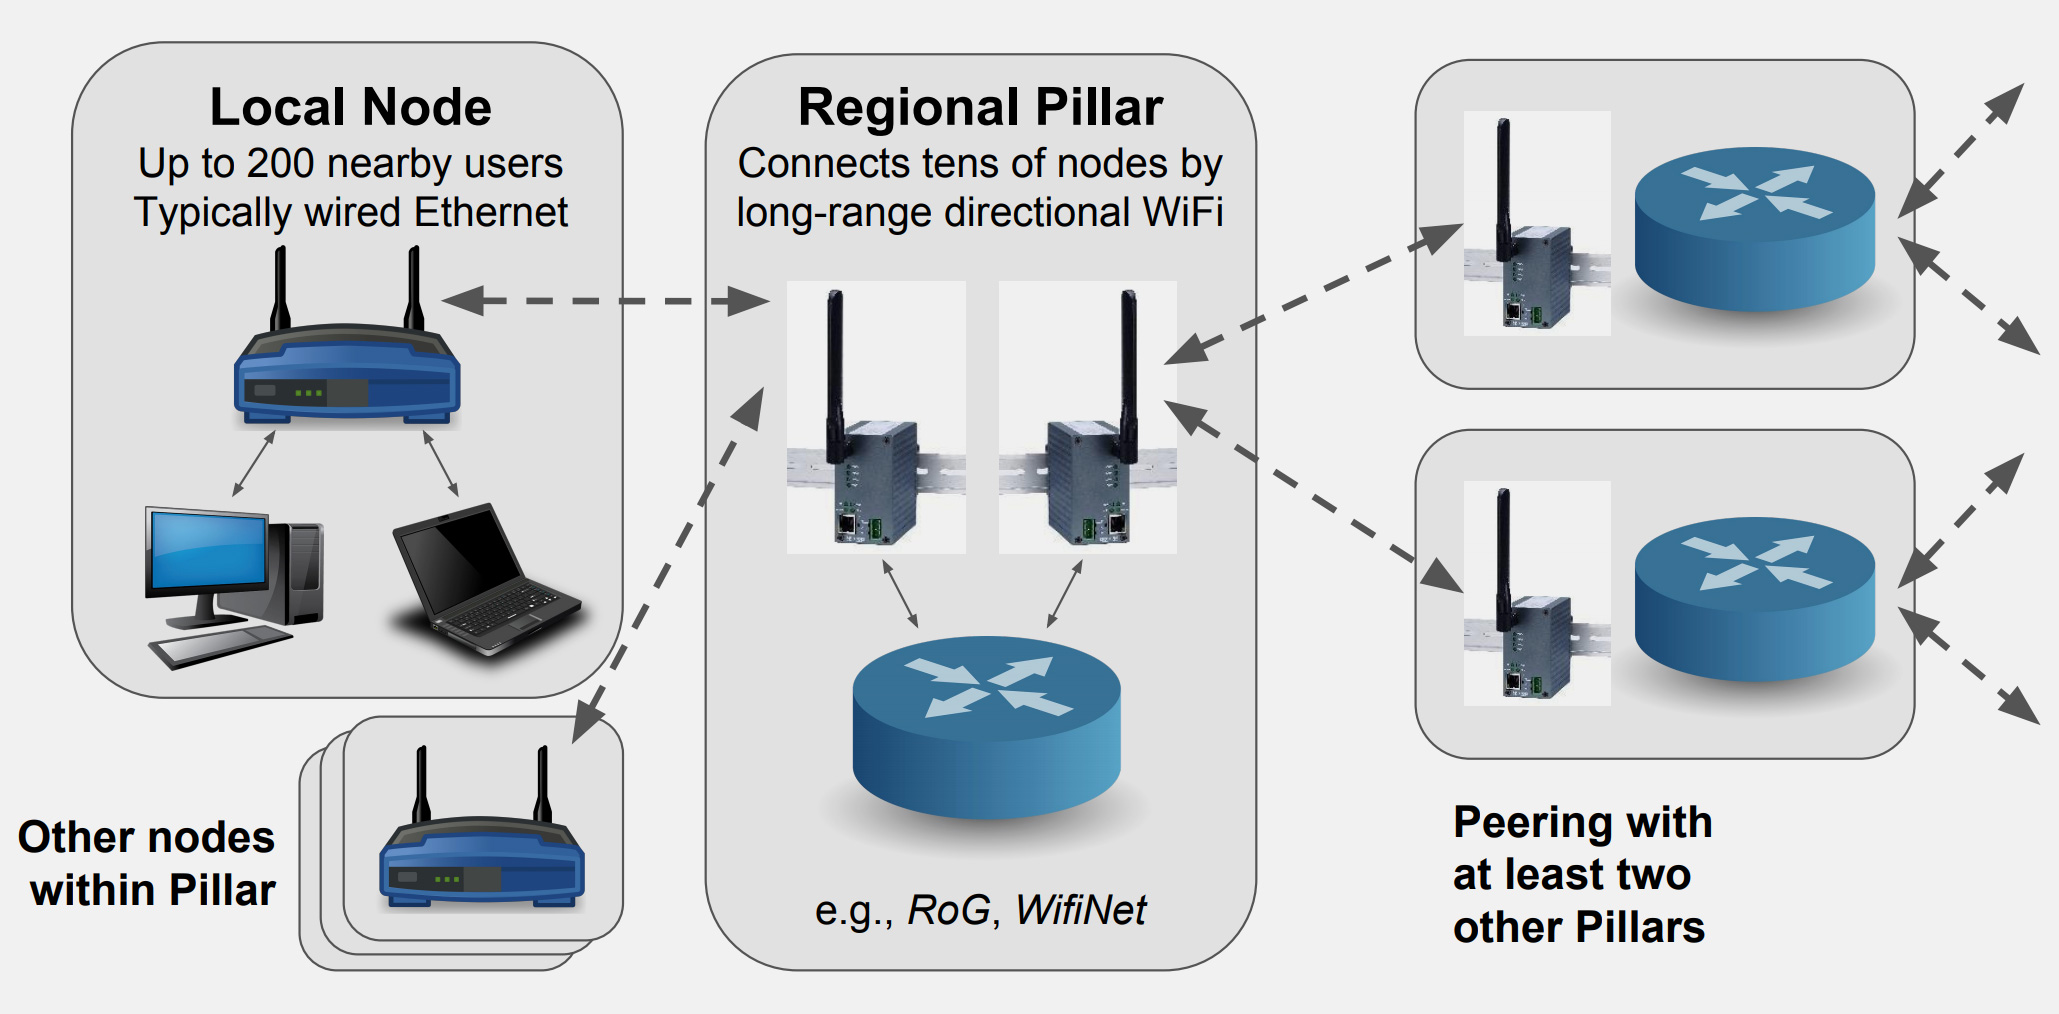 Local Node
Up to 200 nearby users
Typically wired Ethernet
Regional Pillar
Connects tens of nodes by
long-range directional WiFi
Other nodes
within Pillar
e.g., RoG, WifiNet
Peering with
at least two
other Pillars